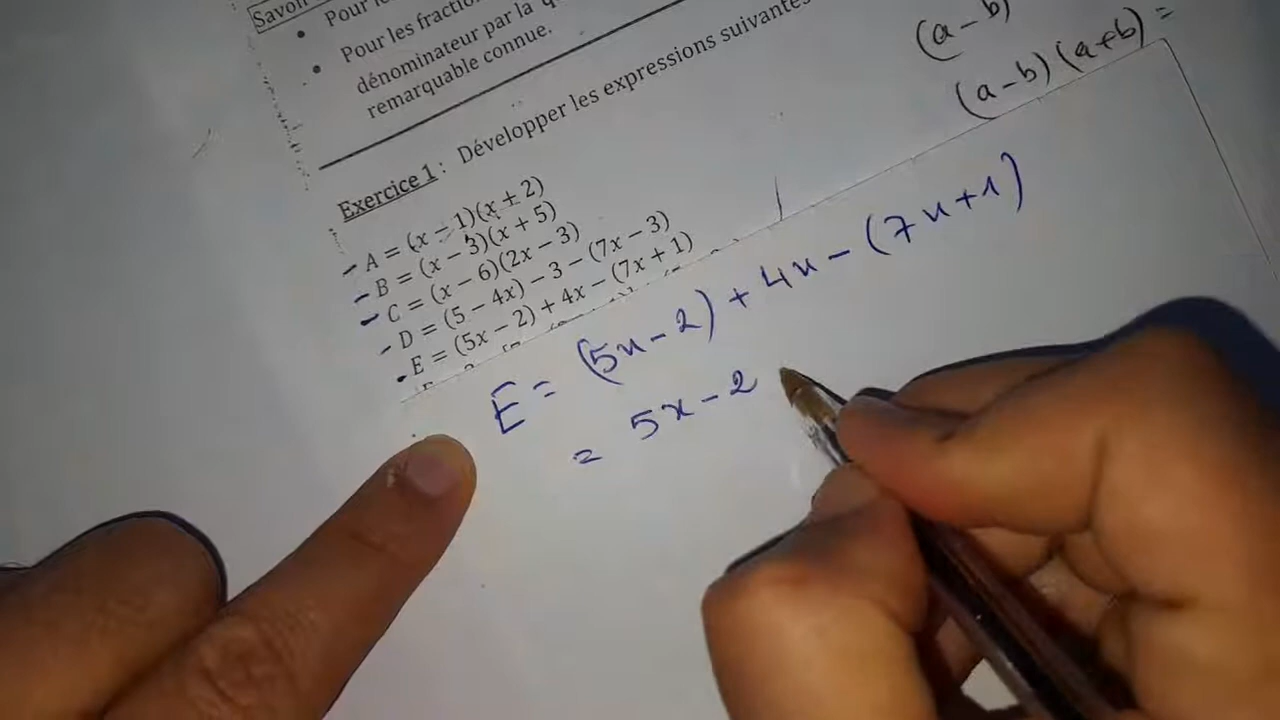 Savoir
• Pour
• Pour les fraction
dénominateur par la
remarquable connue.
Exercice 1 : Développer les expressions suivantes
A = (x − 1)(x + 2)
B = (x − 3)(x + 5)
C = (x − 6)(2x − 3)
D = (5 − 4x) − 3 − (7x − 3)
E = (5x − 2) + 4x − (7x + 1)
(a-b)
(a-b)(a+b) =
E = (5x-2)+4x-(7x+1)
= 5x-2